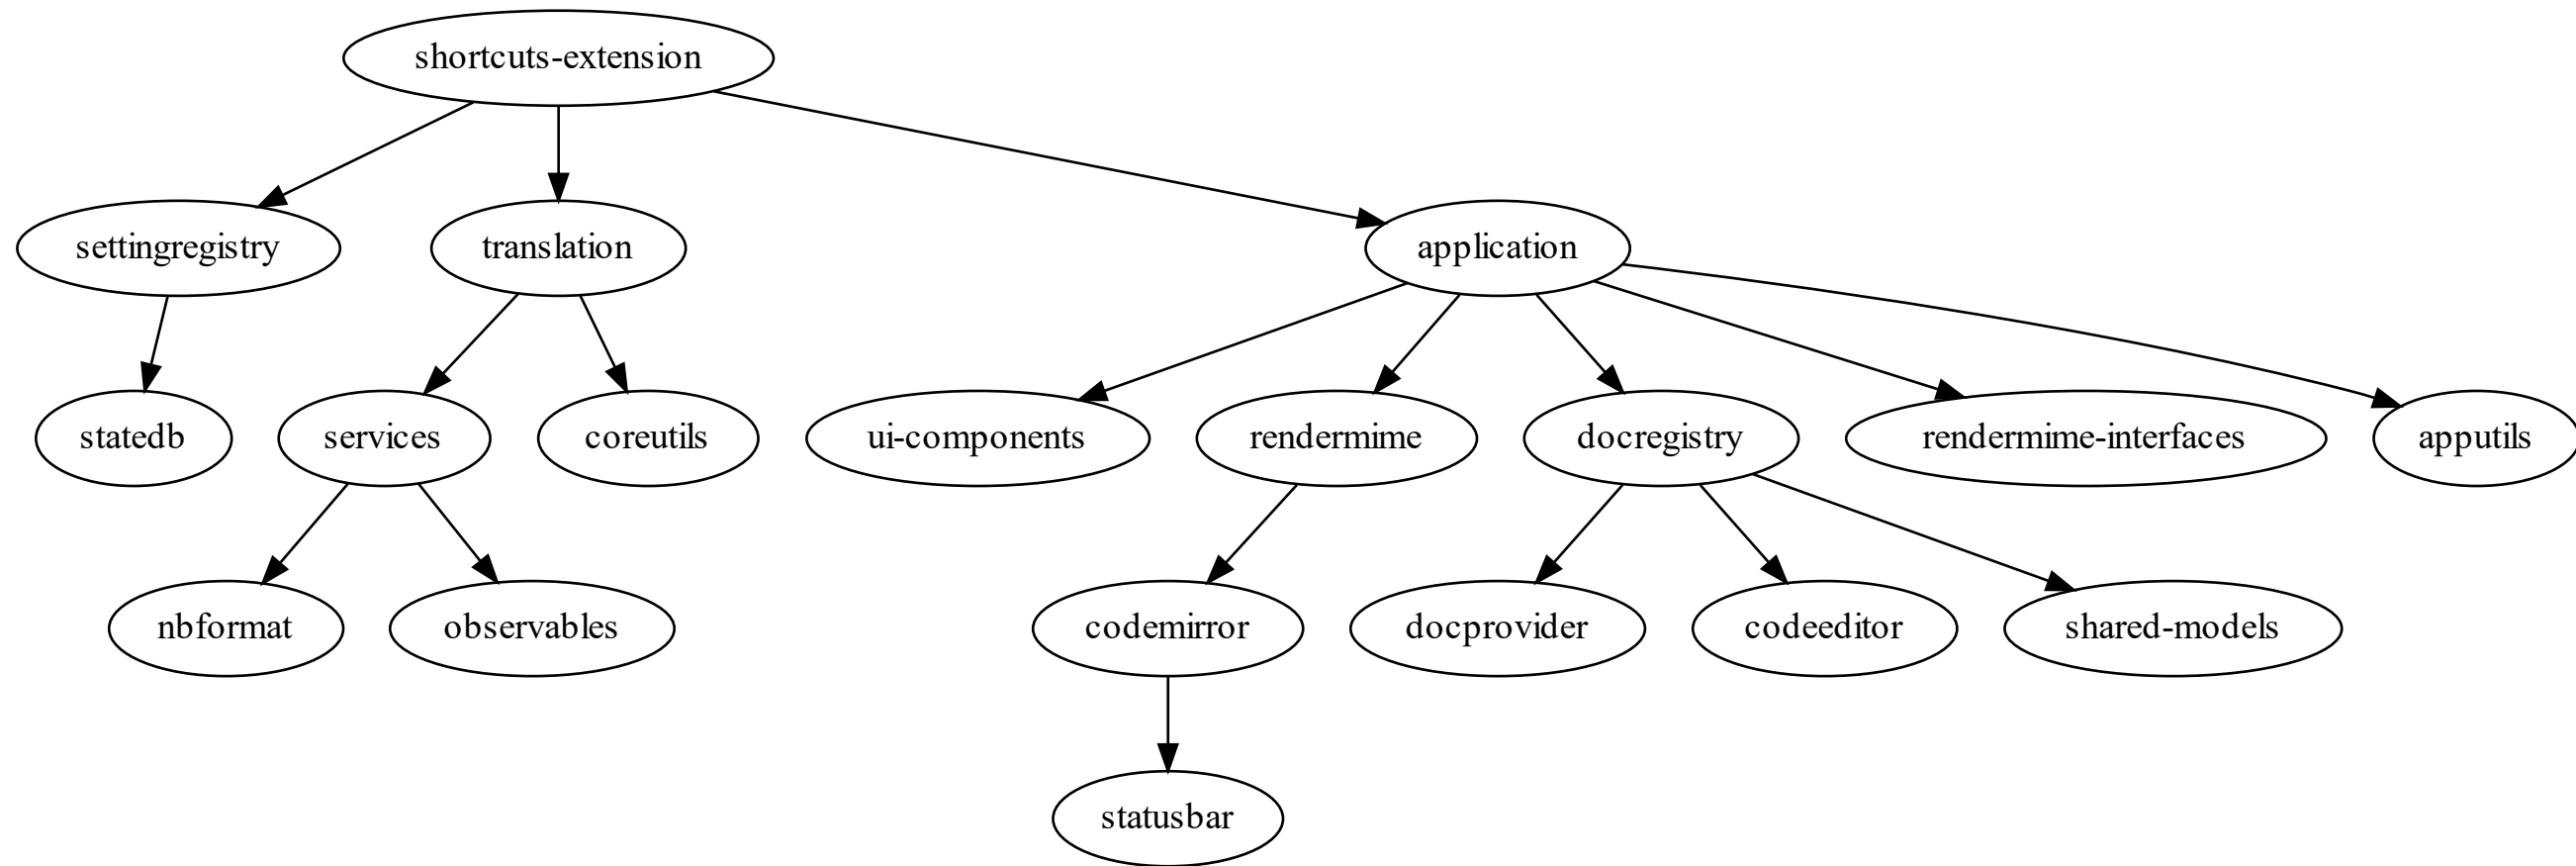 shortcuts-extension
settingregistry
translation
application
statedb
services
coreutils
ui-components
rendermime
docregistry
rendermime-interfaces
apputils
nbformat
observables
codemirror
docprovider
codeeditor
shared-models
statusbar